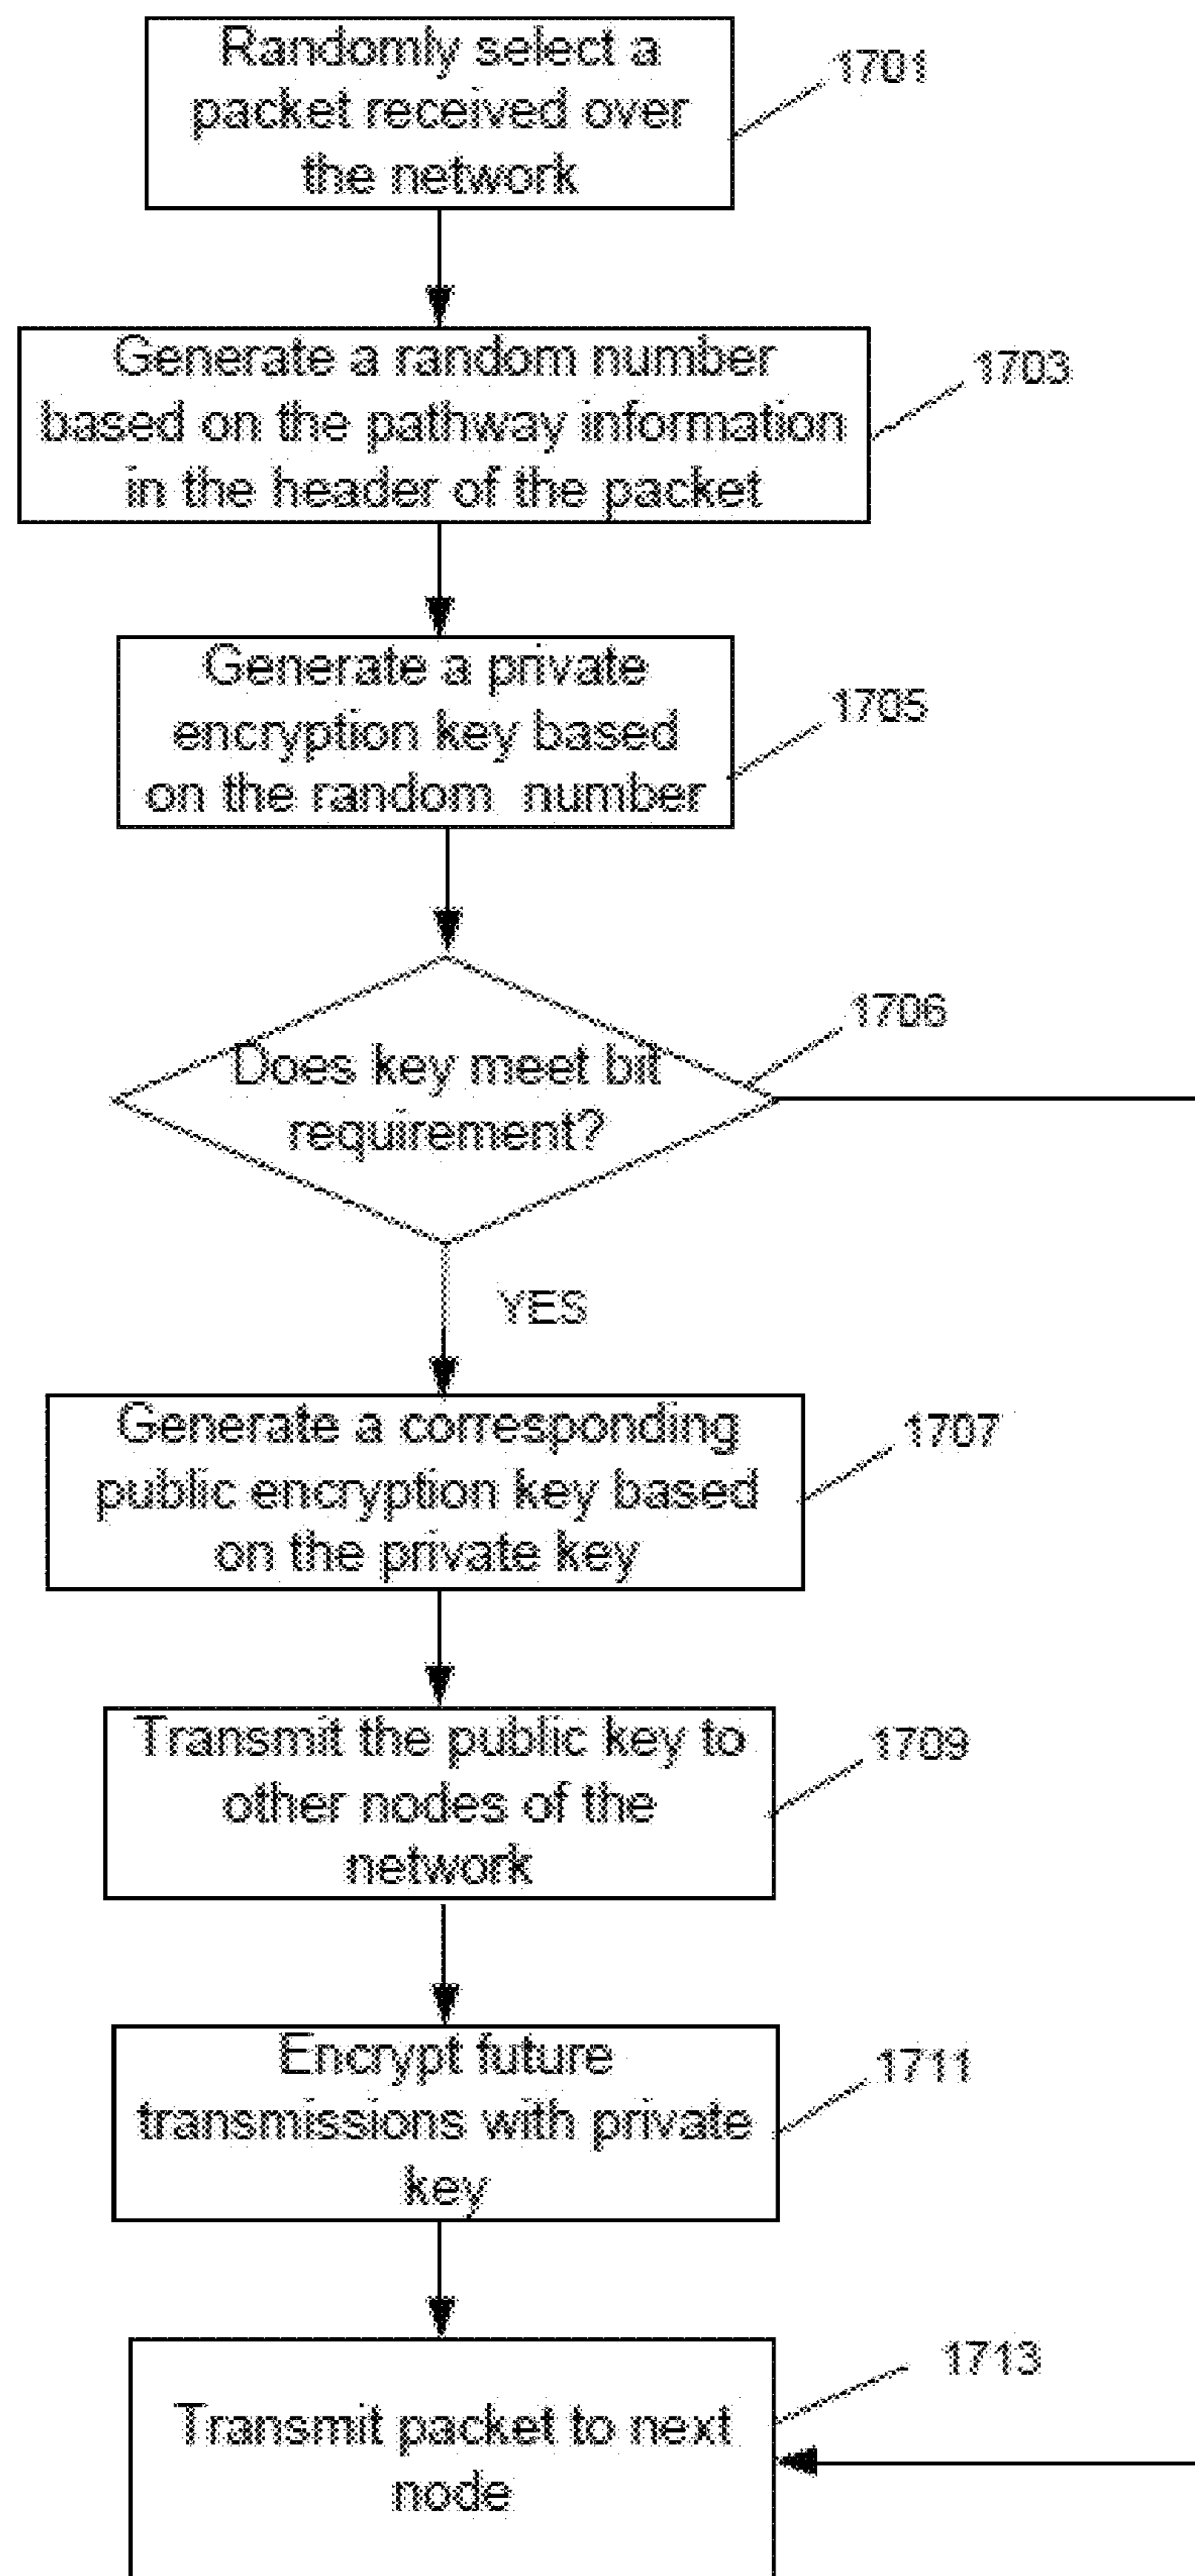 Randomly select a
packet received over
the network
1701
Generate a random number
based on the pathway information
in the header of the packet
1703
Generate a private
encryption key based
on the random number
1705
Does key meet bit
requirement?
1706
YES
Generate a corresponding
public encryption key based
on the private key
1707
Transmit the public key to
other nodes of the
network
1709
Encrypt future
transmissions with private
key
1711
Transmit packet to next
node
1713